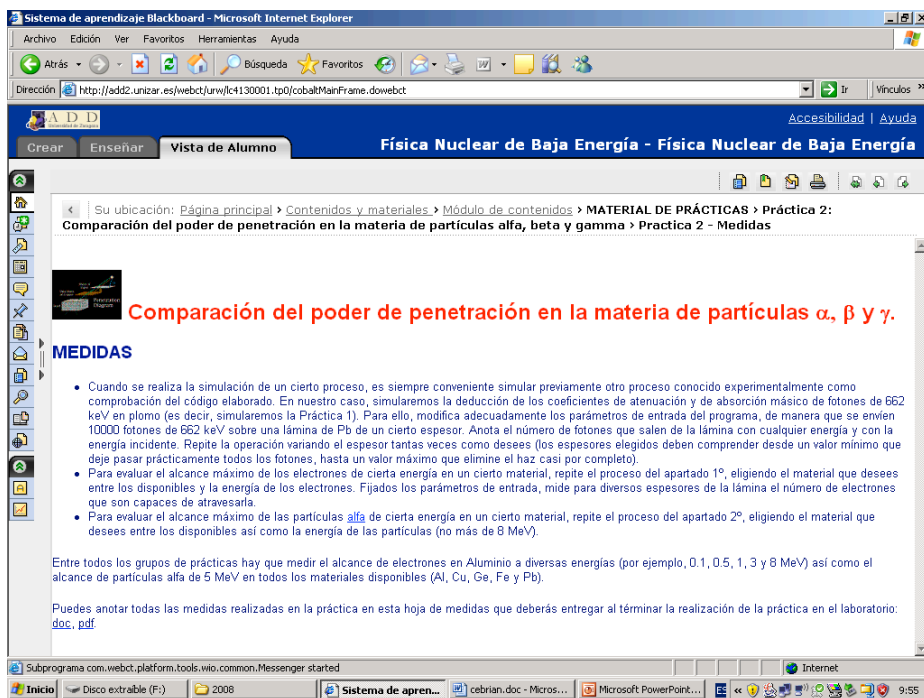 Sistema de aprendizaje Blackboard - Microsoft Internet Explorer
Archivo Edición Ver Favoritos Herramientas Ayuda
Atrás Búsqueda Favoritos
Dirección http://add2.unizar.es/webct/urw/lc4130001.tp0/cobaltMainFrame.dowebct Ir Vínculos »
A D D
Accesibilidad | Ayuda
Crear Enseñar Vista de Alumno Física Nuclear de Baja Energía - Física Nuclear de Baja Energía
Su ubicación: Página principal › Contenidos y materiales › Módulo de contenidos › MATERIAL DE PRÁCTICAS › Práctica 2:
Comparación del poder de penetración en la materia de partículas alfa, beta y gamma › Practica 2 - Medidas
Comparación del poder de penetración en la materia de partículas α, β y γ.
MEDIDAS
• Cuando se realiza la simulación de un cierto proceso, es siempre conveniente simular previamente otro proceso conocido experimentalmente como
comprobación del código elaborado. En nuestro caso, simularemos la deducción de los coeficientes de atenuación y de absorción másico de fotones de 662
keV en plomo (es decir, simularemos la Práctica 1). Para ello, modifica adecuadamente los parámetros de entrada del programa, de manera que se envíen
10000 fotones de 662 keV sobre una lámina de Pb de un cierto espesor. Anota el número de fotones que salen de la lámina con cualquier energía y con la
energía incidente. Repite la operación variando el espesor tantas veces como desees (los espesores elegidos deben comprender desde un valor mínimo que
deje pasar prácticamente todos los fotones, hasta un valor máximo que elimine el haz casi por completo).
• Para evaluar el alcance máximo de los electrones de cierta energía en un cierto material, repite el proceso del apartado 1º, eligiendo el material que desees
entre los disponibles y la energía de los electrones. Fijados los parámetros de entrada, mide para diversos espesores de la lámina el número de electrones
que son capaces de atravesarla.
• Para evaluar el alcance máximo de las partículas alfa de cierta energía en un cierto material, repite el proceso del apartado 2º, eligiendo el material que
desees entre los disponibles así como la energía de las partículas (no más de 8 MeV).
Entre todos los grupos de prácticas hay que medir el alcance de electrones en Aluminio a diversas energías (por ejemplo, 0.1, 0.5, 1, 3 y 8 MeV) así como el
alcance de partículas alfa de 5 MeV en todos los materiales disponibles (Al, Cu, Ge, Fe y Pb).
Puedes anotar todas las medidas realizadas en la práctica en esta hoja de medidas que deberás entregar al términar la realización de la práctica en el laboratorio:
doc, pdf.
Subprograma com.webct.platform.tools.wio.common.Messenger started Internet
Inicio Disco extraíble (F:) 2008 Sistema de apren... cebrian.doc - Micros... Microsoft PowerPoint... ES « 9:55